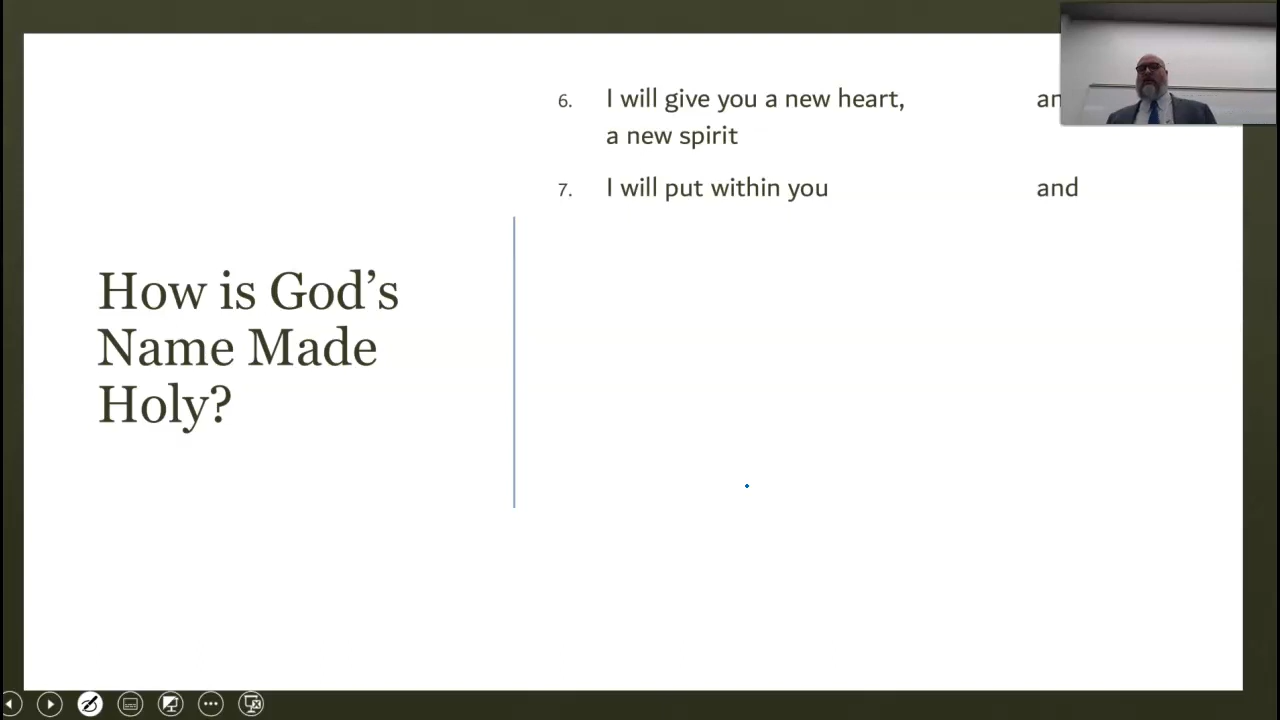 How is God’s
Name Made
Holy?
6. I will give you a new heart,
a new spirit
7. I will put within you and